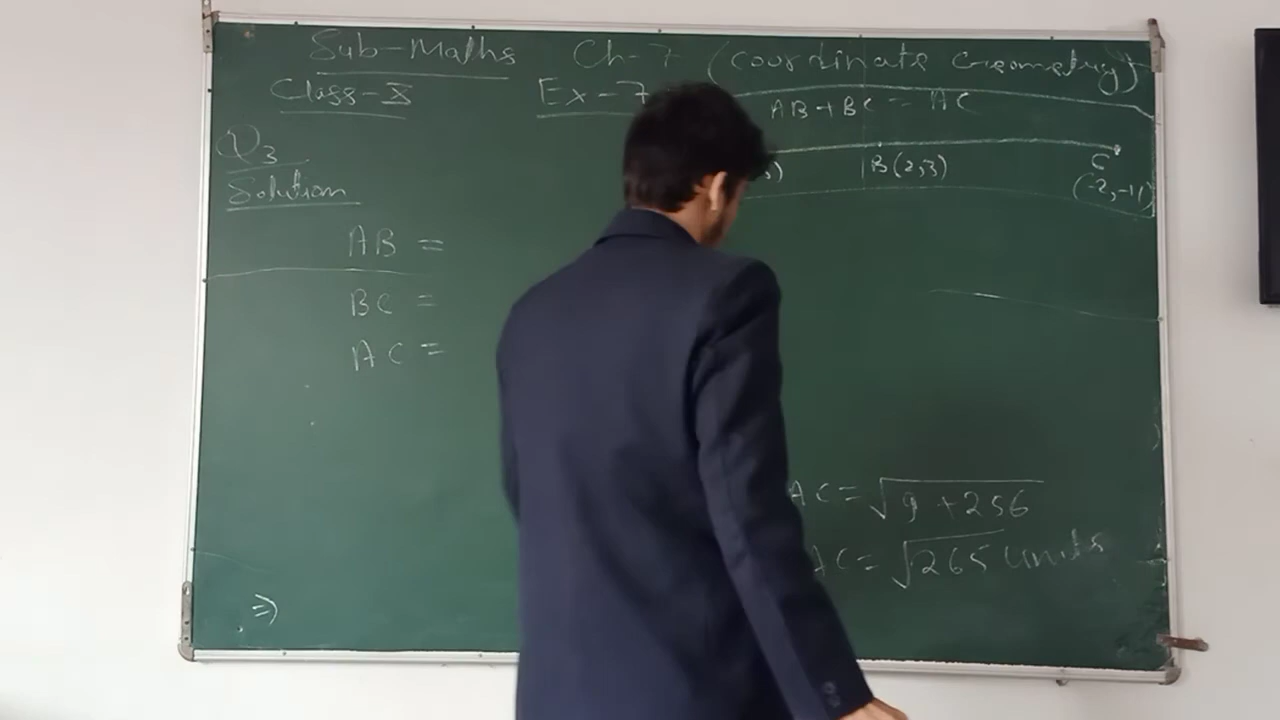 Sub-Maths Ch-7 (Coordinate Geometry)
Class-X Ex-7
AB+BC = AC
Q3
B(2,3) C
Solution (-2,-11)
AB =
BC =
AC =
AC = √9+256
AC = √265 units
⇒